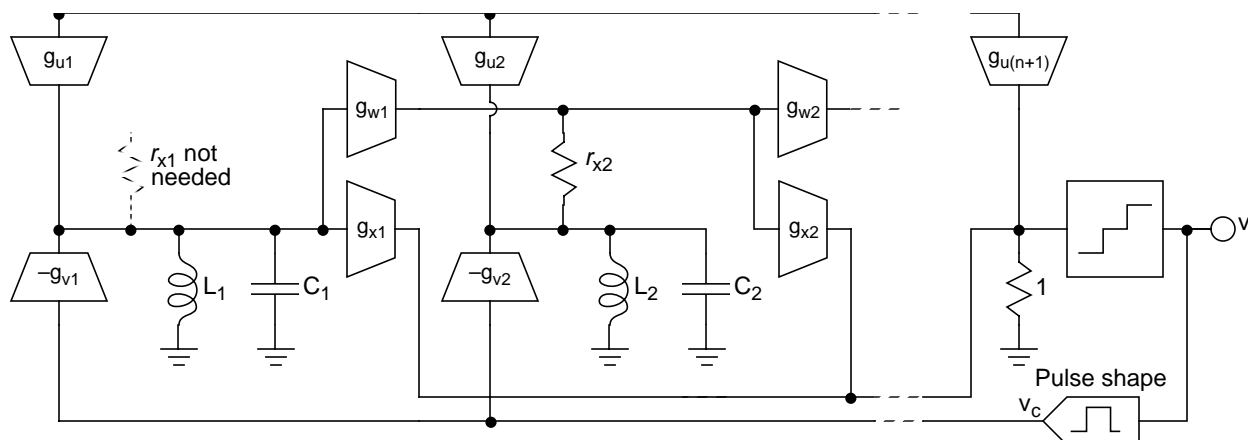 g_u1
g_u2
g_u(n+1)
g_w1
g_w2
r_x1 not
needed
r_x2
g_x1
g_x2
v
–g_v1
L_1
C_1
–g_v2
L_2
C_2
1
Pulse shape
v_c